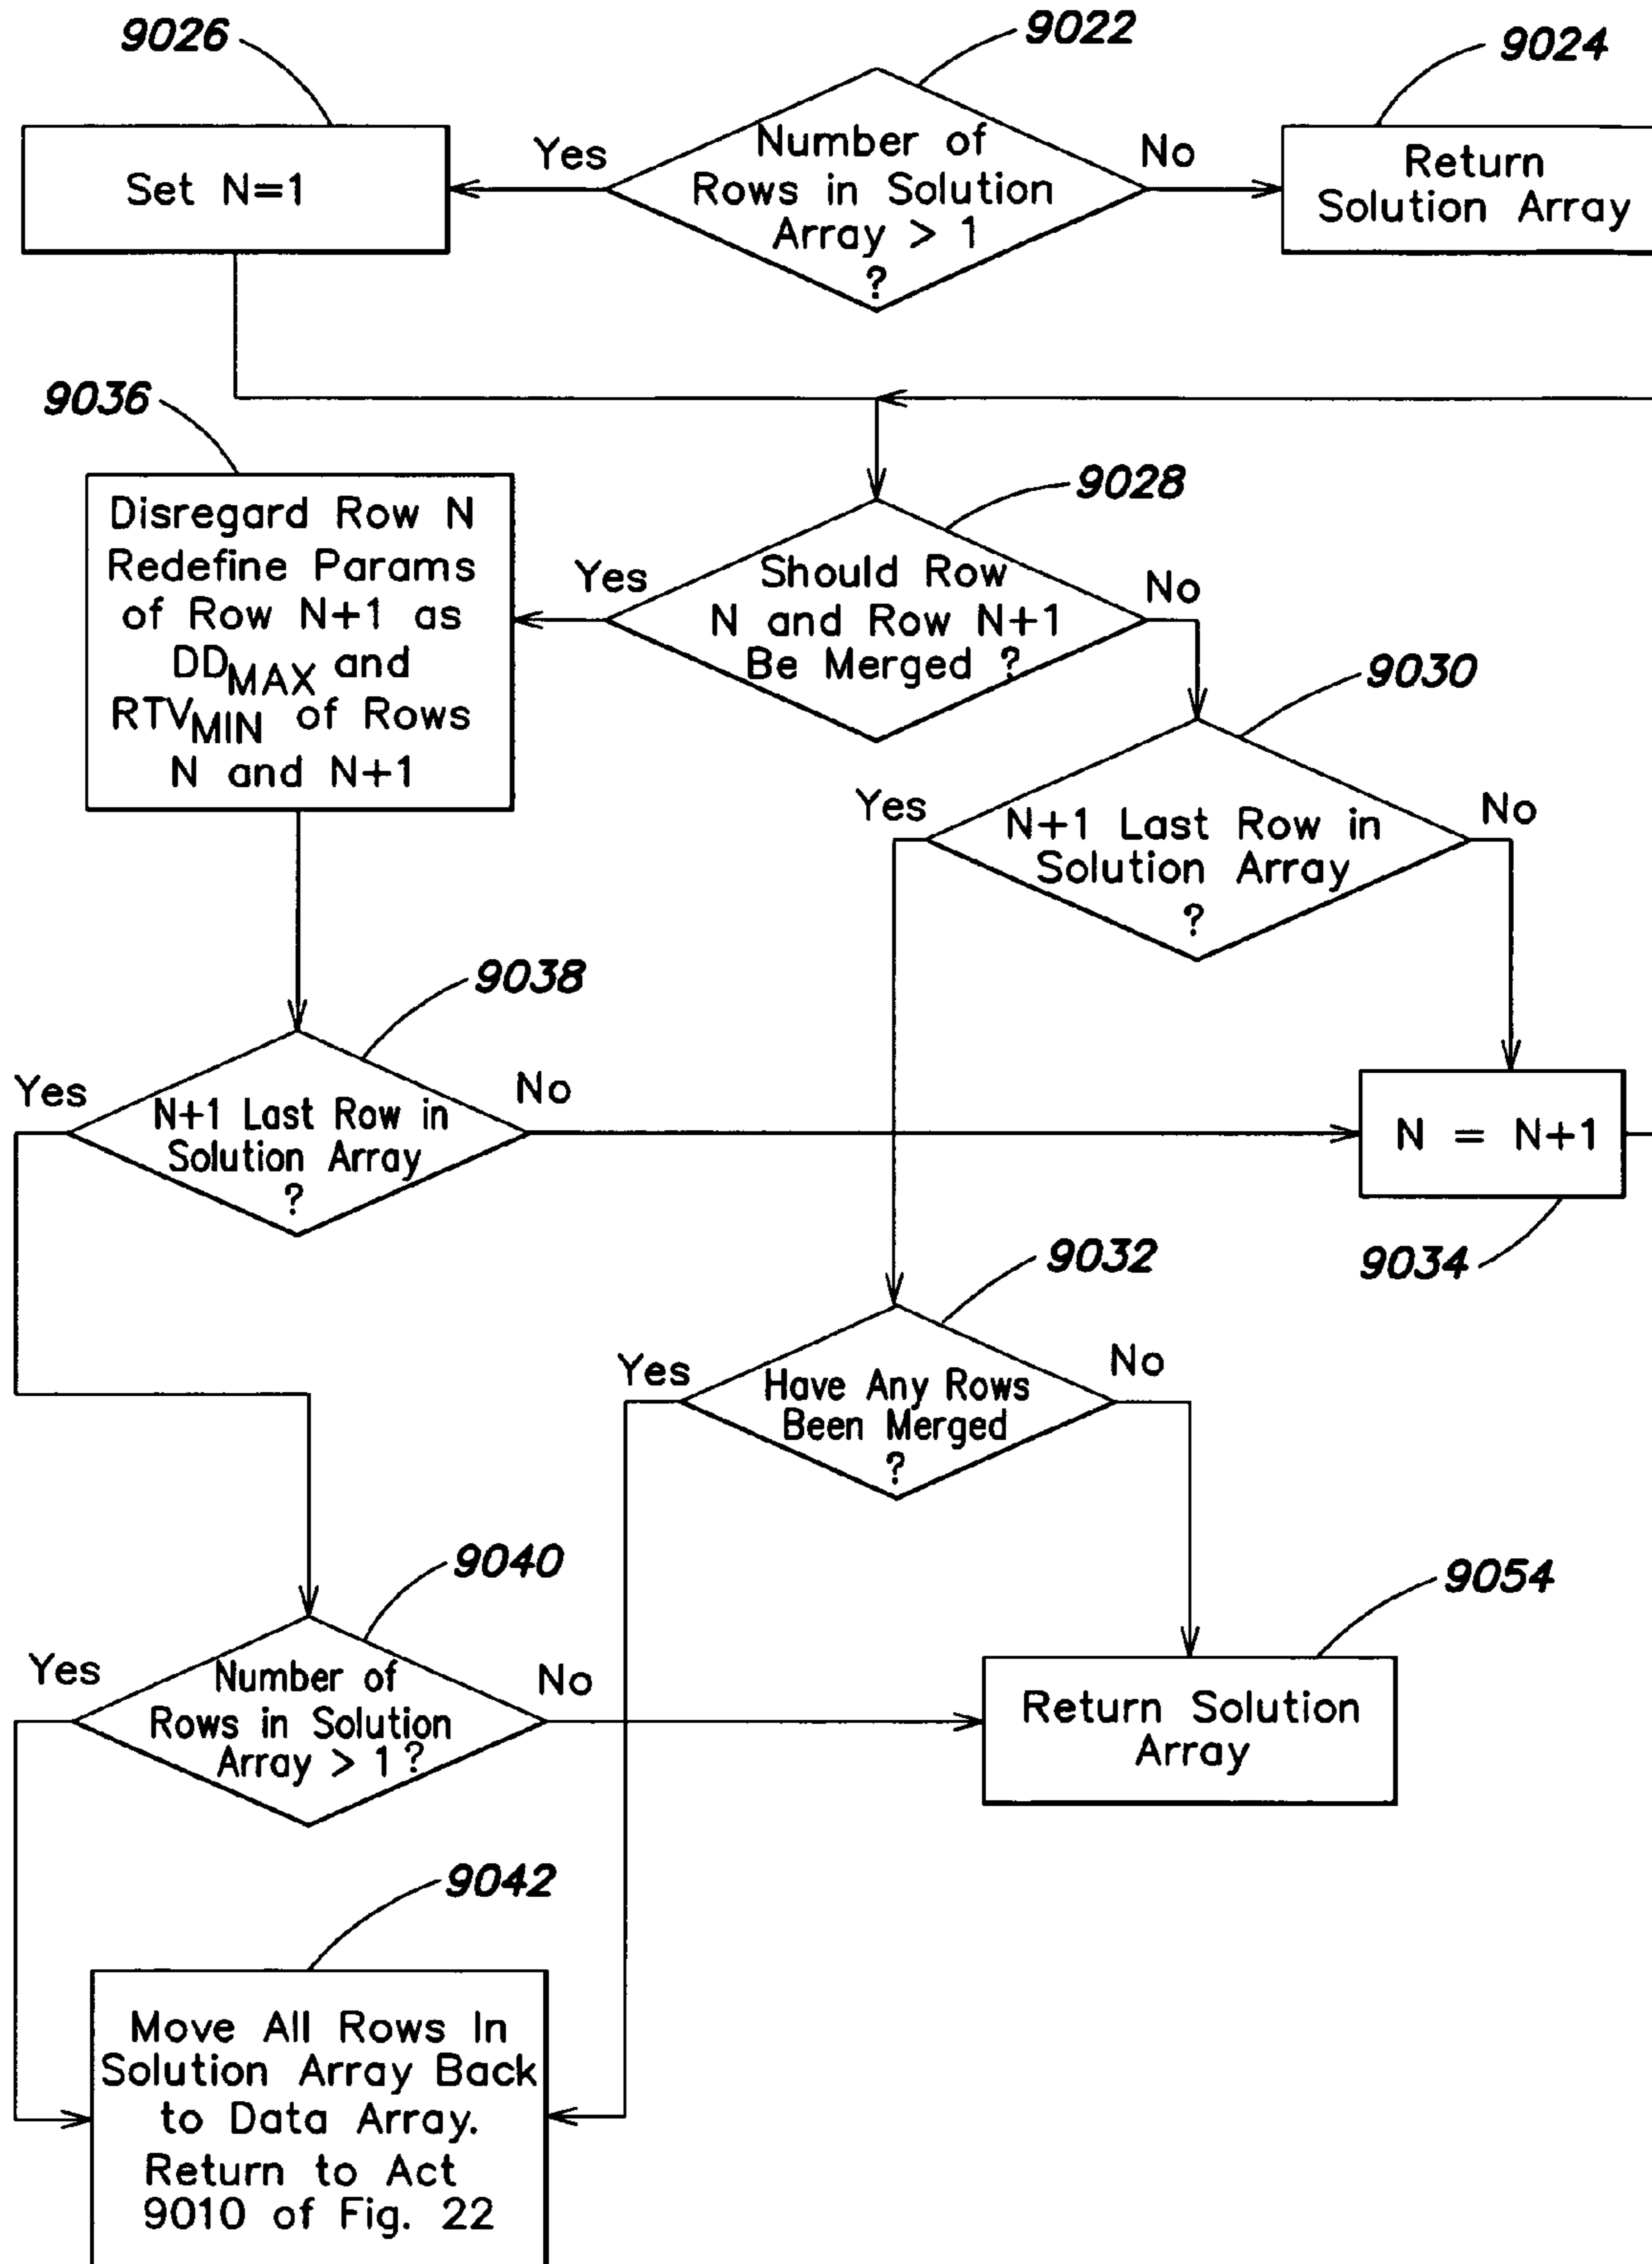 9026
9022
9024
Yes
Number of
Rows in Solution
Array > 1
?
No
Set N=1
Return
Solution Array
9036
9028
Disregard Row N
Redefine Params
of Row N+1 as
DDMAX and
RTVMIN of Rows
N and N+1
Yes
Should Row
N and Row N+1
Be Merged ?
No
9030
Yes
N+1 Last Row in
Solution Array
?
No
9038
Yes
N+1 Last Row in
Solution Array
?
No
N = N+1
9034
9032
Yes
Have Any Rows
Been Merged
?
No
9040
9054
Yes
Number of
Rows in Solution
Array > 1 ?
No
Return Solution
Array
9042
Move All Rows In
Solution Array Back
to Data Array.
Return to Act
9010 of Fig. 22